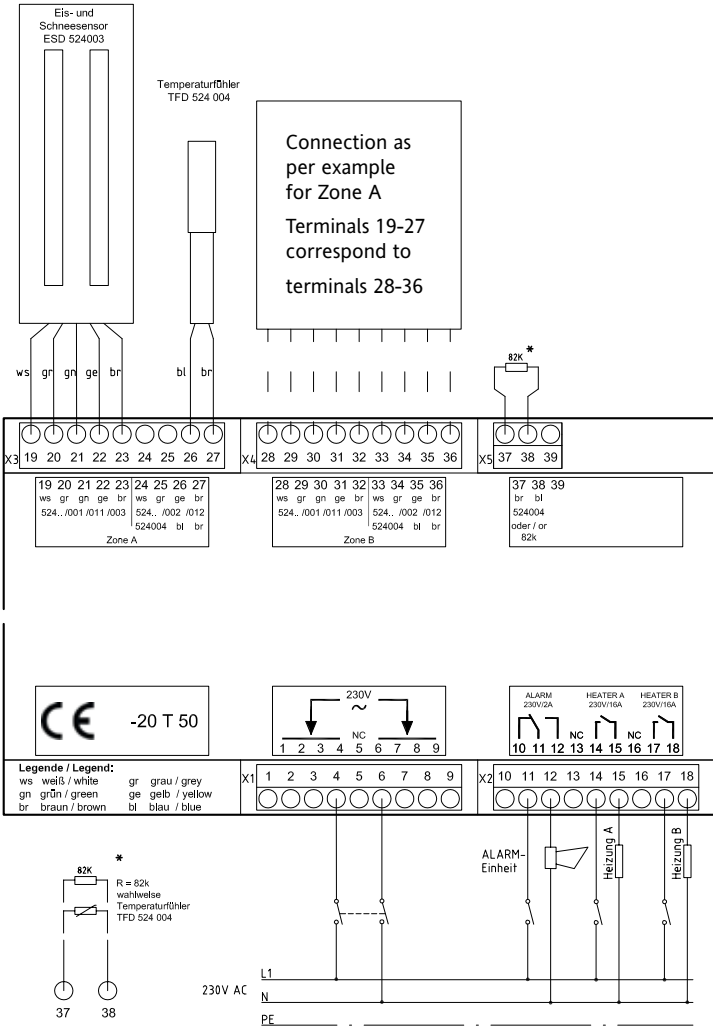 Eis- und
Schneesensor
ESD 524003
Temperaturfühler
TFD 524 004
Connection as
per example
for Zone A
Terminals 19-27
correspond to
terminals 28-36
82K *
ws gr gn ge br bl br
X3 19 20 21 22 23 24 25 26 27
X4 28 29 30 31 32 33 34 35 36
X5 37 38 39
19 20 21 22 23 24 25 26 27
ws gr gn ge br ws gr ge br
524.. /001 /011 /003 524.. /002 /012
524004 bl br
Zone A
28 29 30 31 32 33 34 35 36
ws gr gn ge br ws gr ge br
524.. /001 /011 /003 524.. /002 /012
524004 bl br
Zone B
37 38 39
br bl
524004
oder / or
82k
CE -20 T 50
230V
~
NC
1 2 3 4 5 6 7 8 9
ALARM
230V/2A
HEATER A
230V/16A
HEATER B
230V/16A
NC NC
10 11 12 13 14 15 16 17 18
Legende / Legend:
ws weiß / white gr grau / grey
gn grün / green ge gelb / yellow
br braun / brown bl blau / blue
X1 1 2 3 4 5 6 7 8 9
X2 10 11 12 13 14 15 16 17 18
*
82K
R = 82k
wahlweise
Temperaturfühler
TFD 524 004
37 38
ALARM-
Einheit
Heizung A
Heizung B
230V AC
L1
N
PE